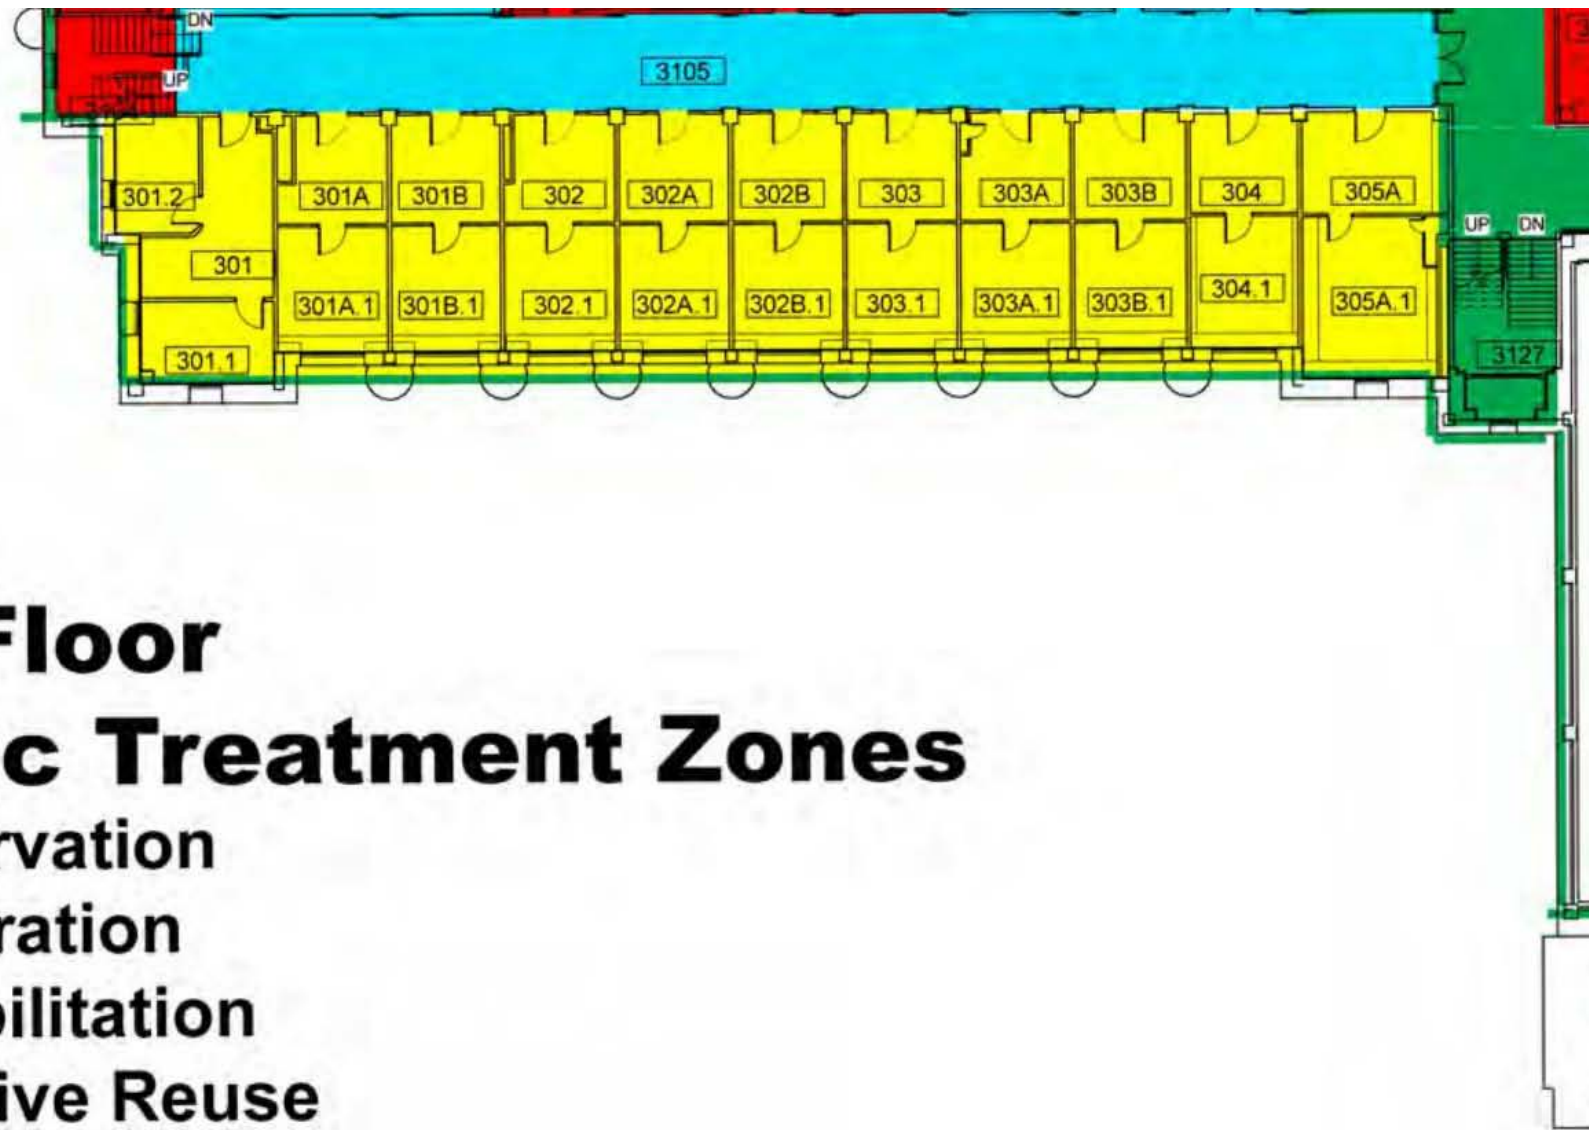 DN
UP
3105
301.2
301A
301B
302
302A
302B
303
303A
303B
304
305A
UP
DN
301
301A.1
301B.1
302.1
302A.1
302B.1
303.1
303A.1
303B.1
304.1
305A.1
301.1
3127
Floor
c Treatment Zones
rvation
ration
bilitation
ive Reuse